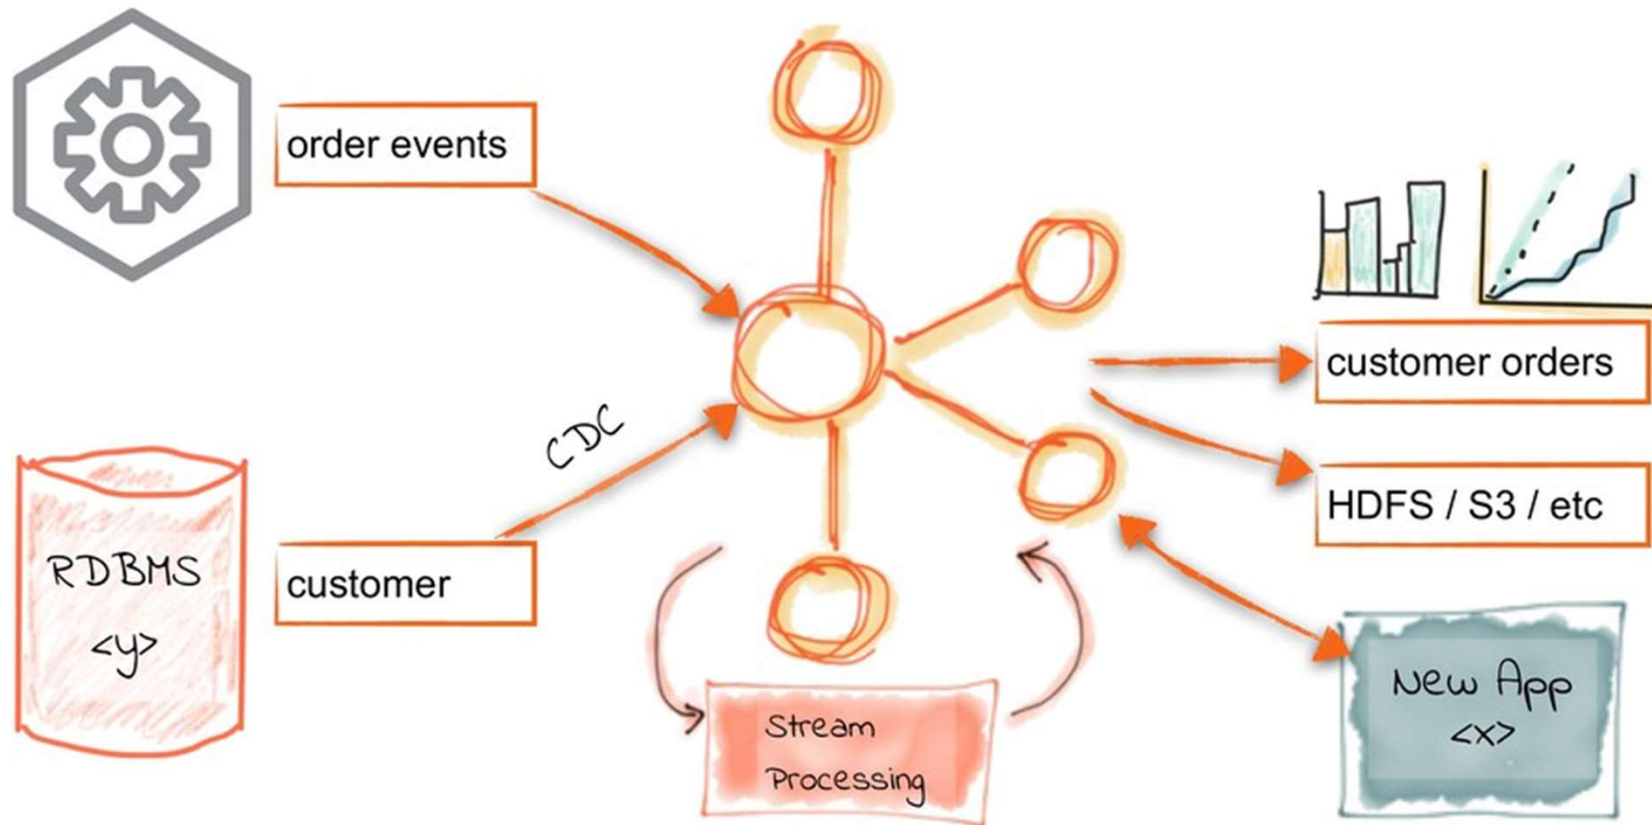 order events
customer orders
CDC
HDFS / S3 / etc
RDBMS
<y>
customer
New App
<x>
Stream
Processing